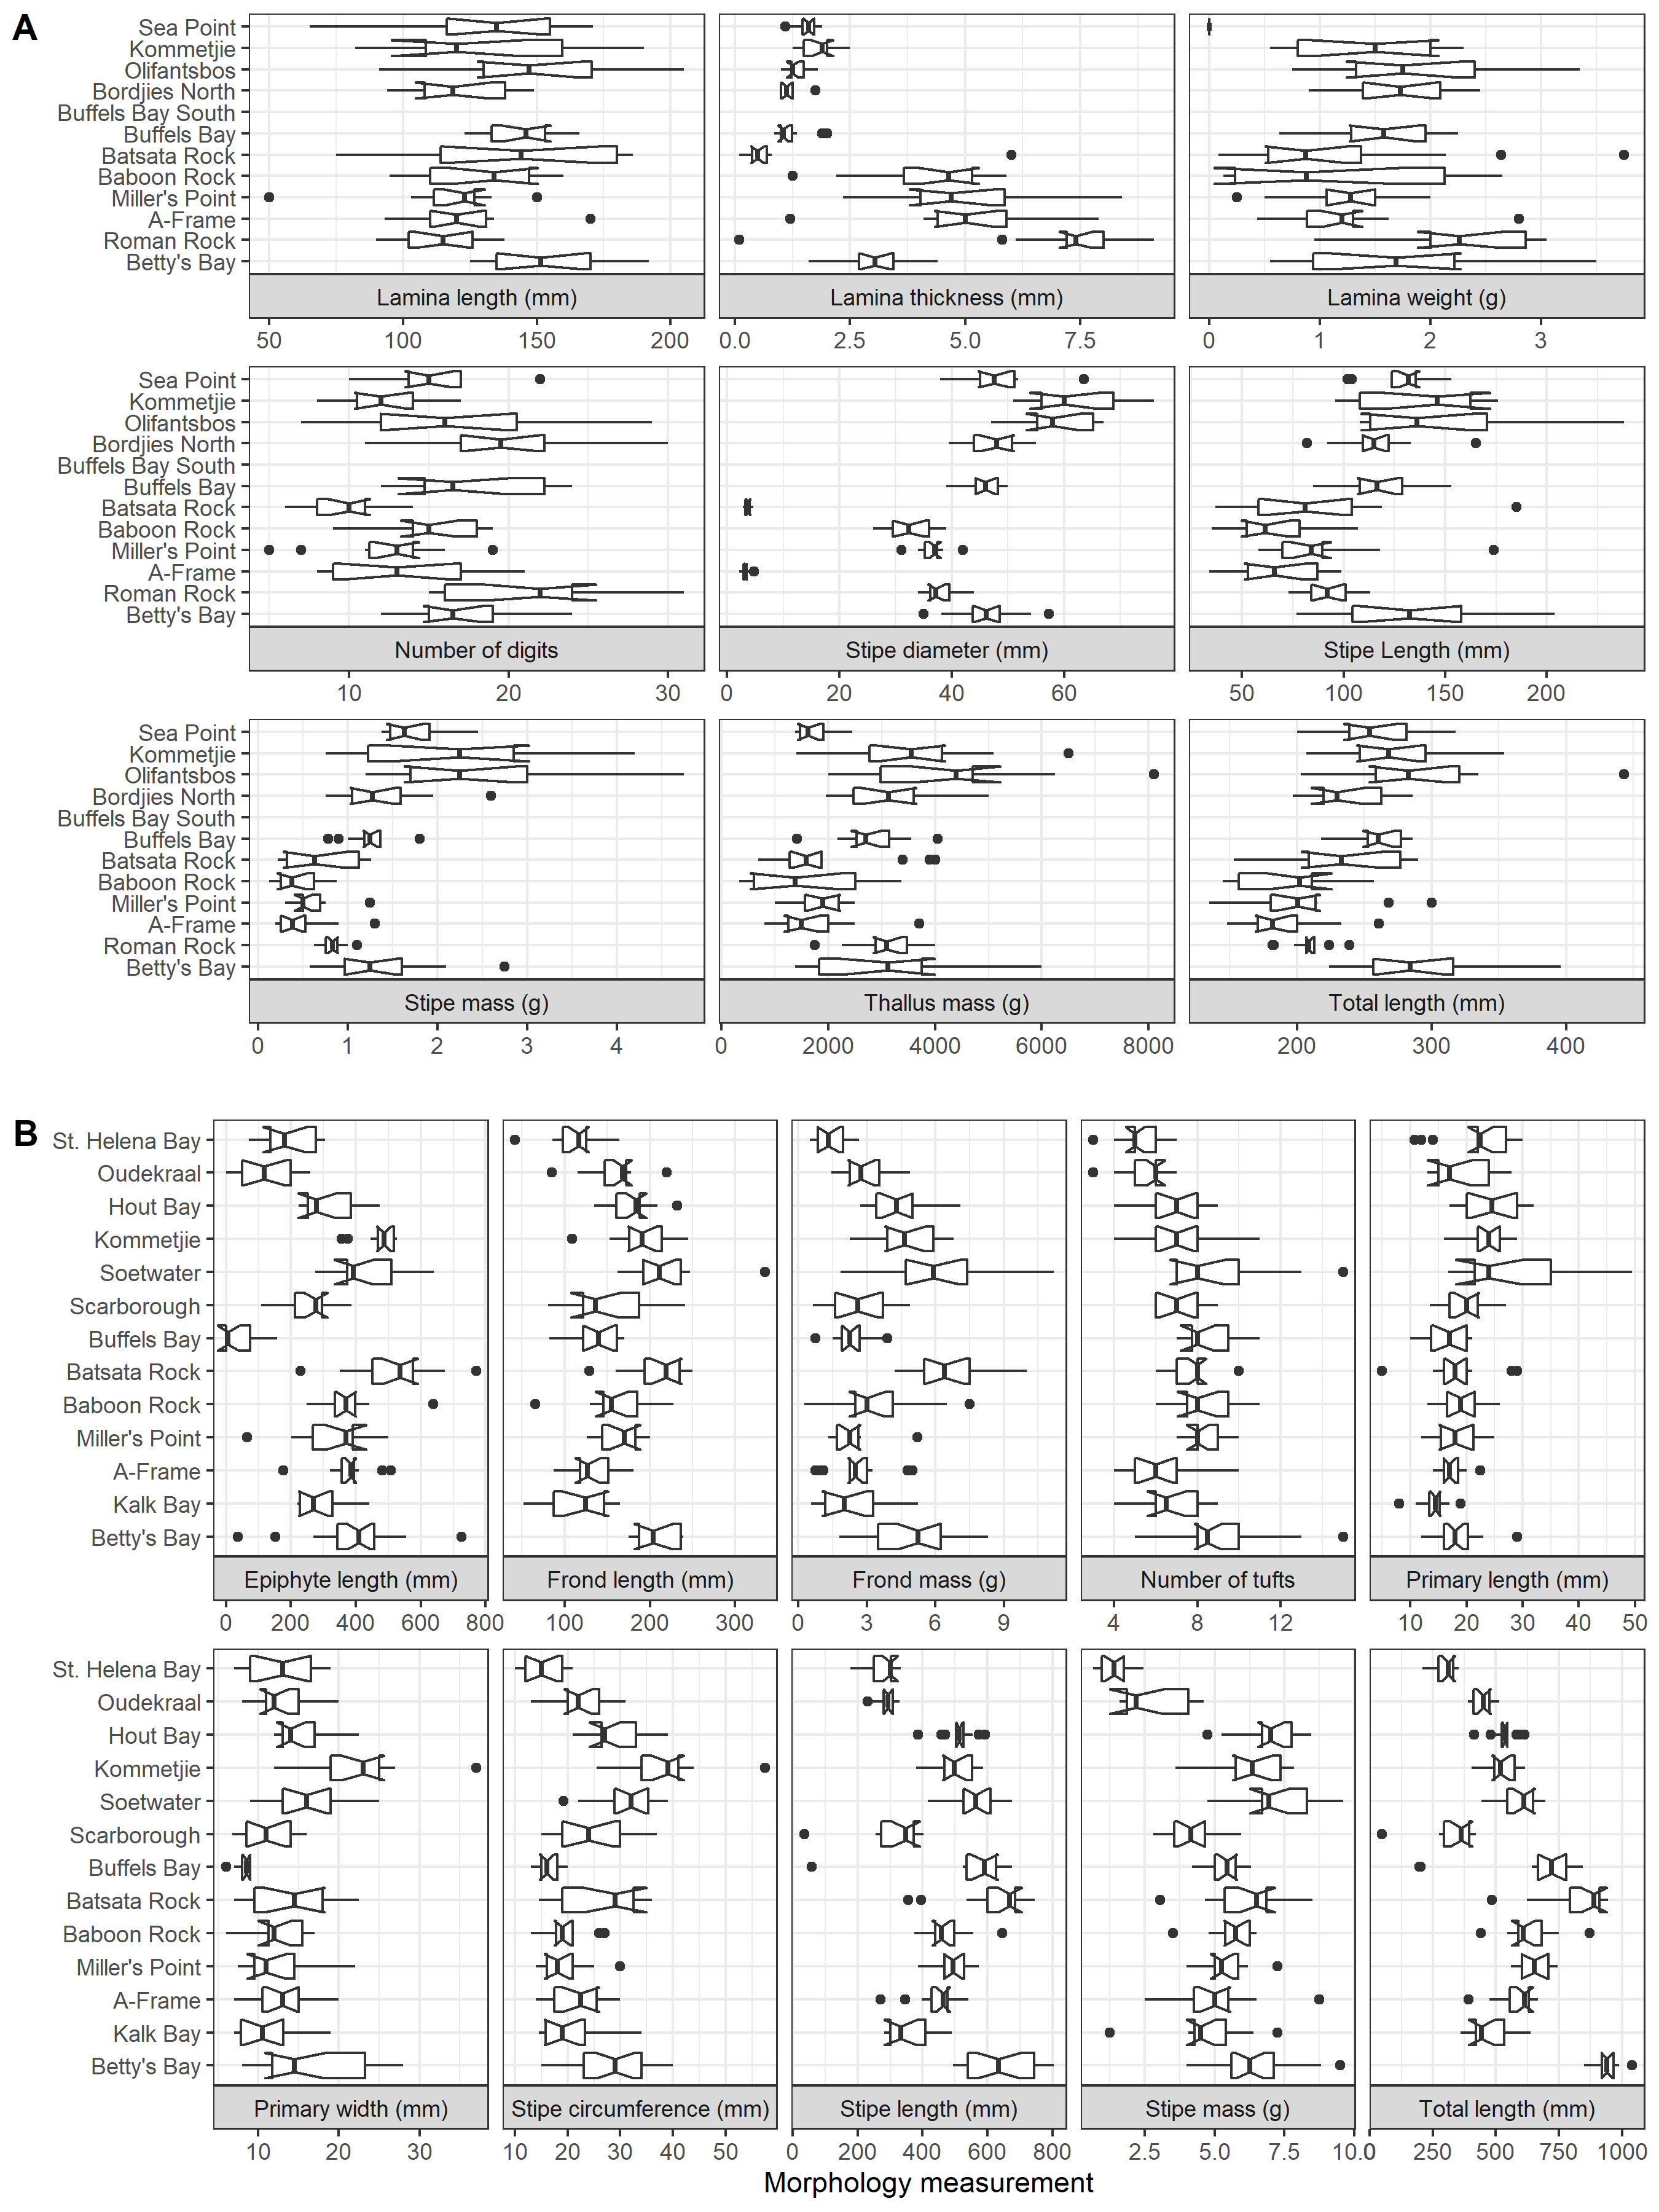 A
Sea Point
Kommetjie
Olifantsbos
Bordjies North
Buffels Bay South
Buffels Bay
Batsata Rock
Baboon Rock
Miller's Point
A-Frame
Roman Rock
Betty's Bay
Lamina length (mm) Lamina thickness (mm) Lamina weight (g)
50 100 150 200 0.0 2.5 5.0 7.5 0 1 2 3
Sea Point
Kommetjie
Olifantsbos
Bordjies North
Buffels Bay South
Buffels Bay
Batsata Rock
Baboon Rock
Miller's Point
A-Frame
Roman Rock
Betty's Bay
Number of digits Stipe diameter (mm) Stipe Length (mm)
10 20 30 0 20 40 60 50 100 150 200
Sea Point
Kommetjie
Olifantsbos
Bordjies North
Buffels Bay South
Buffels Bay
Batsata Rock
Baboon Rock
Miller's Point
A-Frame
Roman Rock
Betty's Bay
Stipe mass (g) Thallus mass (g) Total length (mm)
0 1 2 3 4 0 2000 4000 6000 8000 200 300 400
B
St. Helena Bay
Oudekraal
Hout Bay
Kommetjie
Soetwater
Scarborough
Buffels Bay
Batsata Rock
Baboon Rock
Miller's Point
A-Frame
Kalk Bay
Betty's Bay
Epiphyte length (mm) Frond length (mm) Frond mass (g) Number of tufts Primary length (mm)
0 200 400 600 800 100 200 300 0 3 6 9 4 8 12 10 20 30 40 50
St. Helena Bay
Oudekraal
Hout Bay
Kommetjie
Soetwater
Scarborough
Buffels Bay
Batsata Rock
Baboon Rock
Miller's Point
A-Frame
Kalk Bay
Betty's Bay
Primary width (mm) Stipe circumference (mm) Stipe length (mm) Stipe mass (g) Total length (mm)
10 20 30 10 20 30 40 50 0 200 400 600 800 2.5 5.0 7.5 10.0 0 250 500 750 1000
Morphology measurement